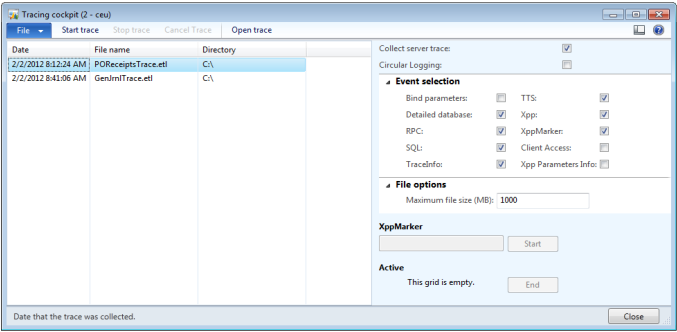 Tracing cockpit (2 - ceu)
File Start trace Stop trace Cancel Trace Open trace
Date File name Directory
2/2/2012 8:12:24 AM POReceiptsTrace.etl C:\
2/2/2012 8:41:06 AM GenJrnlTrace.etl C:\
Collect server trace:
Circular Logging:
Event selection
Bind parameters: TTS:
Detailed database: Xpp:
RPC: XppMarker:
SQL: Client Access:
TraceInfo: Xpp Parameters Info:
File options
Maximum file size (MB): 1000
XppMarker
Start
Active
This grid is empty.
End
Date that the trace was collected.
Close